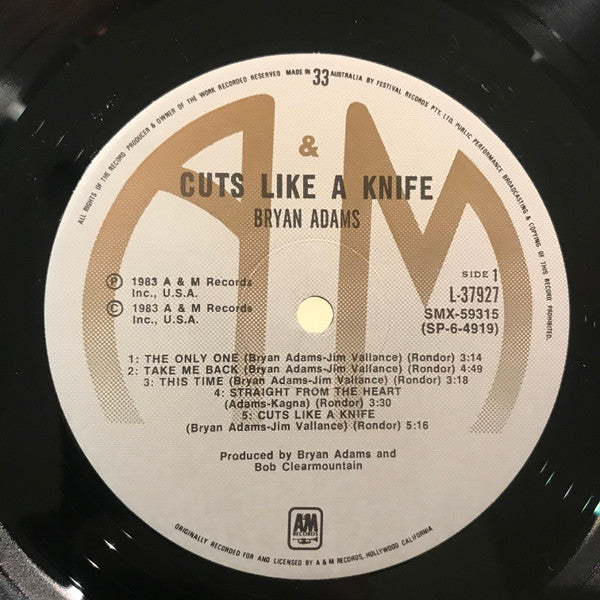 ALL RIGHTS OF THE RECORD PRODUCER & OWNER OF THE WORK RECORDED RESERVED MADE IN 33 AUSTRALIA BY FESTIVAL RECORDS PTY. LTD. PUBLIC PERFORMANCE BROADCASTING & COPYING OF THIS RECORD PROHIBITED.
A & M
CUTS LIKE A KNIFE
BRYAN ADAMS
Ⓟ 1983 A & M Records
Inc., U.S.A.
© 1983 A & M Records
Inc., U.S.A.
SIDE 1
L-37927
SMX-59315
(SP-6-4919)
1: THE ONLY ONE (Bryan Adams-Jim Vallance) (Rondor) 3:14
2: TAKE ME BACK (Bryan Adams-Jim Vallance) (Rondor) 4:49
3: THIS TIME (Bryan Adams-Jim Vallance) (Rondor) 3:18
4: STRAIGHT FROM THE HEART
(Adams-Kagna) (Rondor) 3:30
5: CUTS LIKE A KNIFE
(Bryan Adams-Jim Vallance) (Rondor) 5:16
Produced by Bryan Adams and
Bob Clearmountain
A&M
RECORDS
ORIGINALLY RECORDED FOR AND LICENSED BY A & M RECORDS, HOLLYWOOD CALIFORNIA